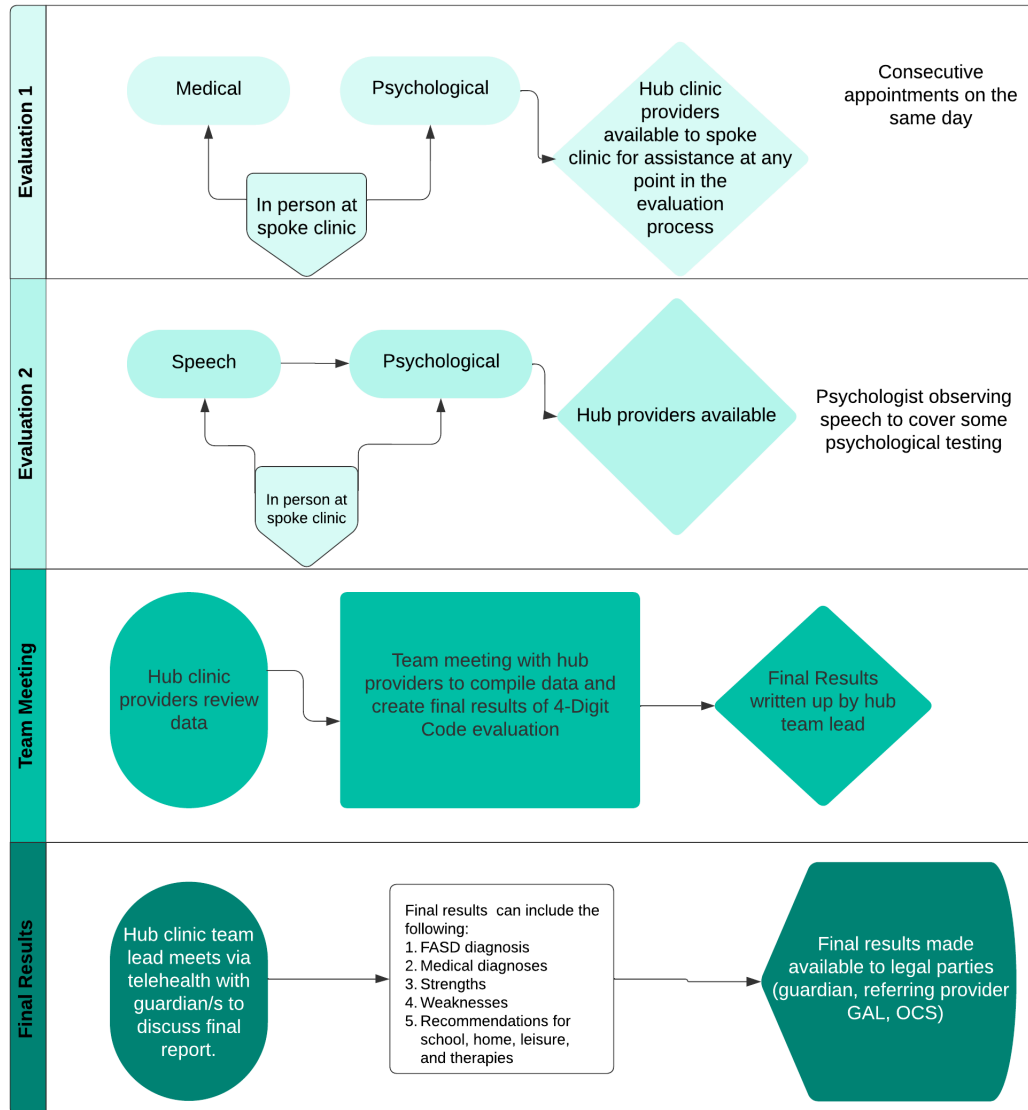 Evaluation 1
Medical
Psychological
Hub clinic
providers
available to spoke
clinic for assistance at any
point in the
evaluation
process
Consecutive
appointments on the
same day
In person at
spoke clinic
Evaluation 2
Speech
Psychological
Hub providers available
Psychologist observing
speech to cover some
psychological testing
In person at
spoke clinic
Team Meeting
Hub clinic
providers review
data
Team meeting with hub
providers to compile data and
create final results of 4-Digit
Code evaluation
Final Results
written up by hub
team lead
Final Results
Hub clinic team
lead meets via
telehealth with
guardian/s to
discuss final
report.
Final results can include the
following:
1. FASD diagnosis
2. Medical diagnoses
3. Strengths
4. Weaknesses
5. Recommendations for
school, home, leisure,
and therapies
Final results made
available to legal parties
(guardian, referring provider
GAL, OCS)